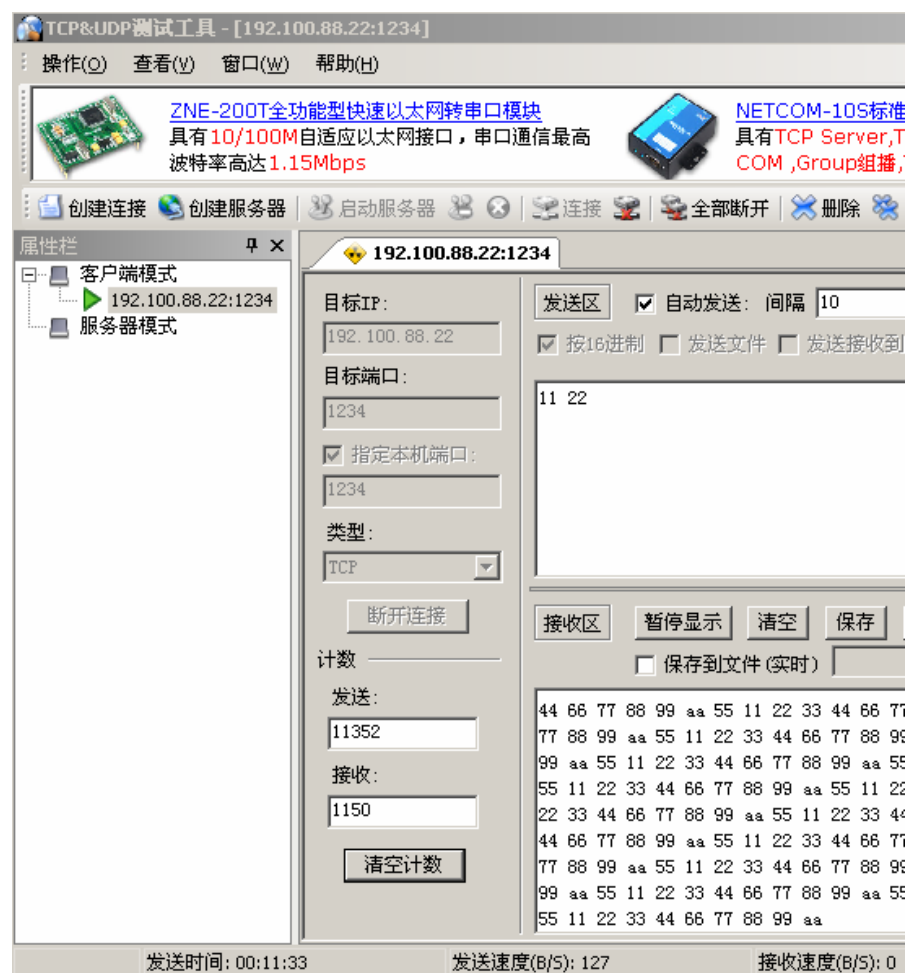 TCP&UDP测试工具 - [192.100.88.22:1234]
操作(O) 查看(V) 窗口(W) 帮助(H)
ZNE-200T全功能型快速以太网转串口模块
具有10/100M自适应以太网接口，串口通信最高
波特率高达1.15Mbps
NETCOM-10S标准
具有TCP Server,T
COM ,Group组播,
创建连接 创建服务器 启动服务器 连接 全部断开 删除
属性栏
客户端模式
192.100.88.22:1234
服务器模式
192.100.88.22:1234
目标IP:
192.100.88.22
目标端口:
1234
指定本机端口:
1234
类型:
TCP
断开连接
计数
发送:
11352
接收:
1150
清空计数
发送区 自动发送: 间隔 10
按16进制 发送文件 发送接收到
11 22
接收区 暂停显示 清空 保存
保存到文件(实时)
44 66 77 88 99 aa 55 11 22 33 44 66 77
77 88 99 aa 55 11 22 33 44 66 77 88 99
99 aa 55 11 22 33 44 66 77 88 99 aa 55
55 11 22 33 44 66 77 88 99 aa 55 11 22
22 33 44 66 77 88 99 aa 55 11 22 33 44
44 66 77 88 99 aa 55 11 22 33 44 66 77
77 88 99 aa 55 11 22 33 44 66 77 88 99
99 aa 55 11 22 33 44 66 77 88 99 aa 55
55 11 22 33 44 66 77 88 99 aa
发送时间: 00:11:33 发送速度(B/S): 127 接收速度(B/S): 0